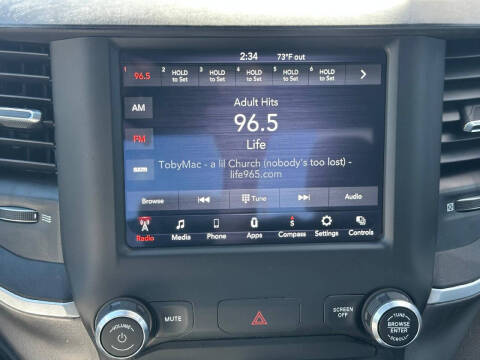 2:34 73°F out
1 96.5 2 HOLD to Set 3 HOLD to Set 4 HOLD to Set 5 HOLD to Set 6 HOLD to Set
AM
Adult Hits
96.5
FM
Life
TobyMac - a lil Church (nobody's too lost) -
life965.com
Browse Tune Audio
Radio Media Phone Apps Compass Settings Controls
VOLUME
MUTE
SCREEN
OFF
TUNE
BROWSE
ENTER
SCROLL